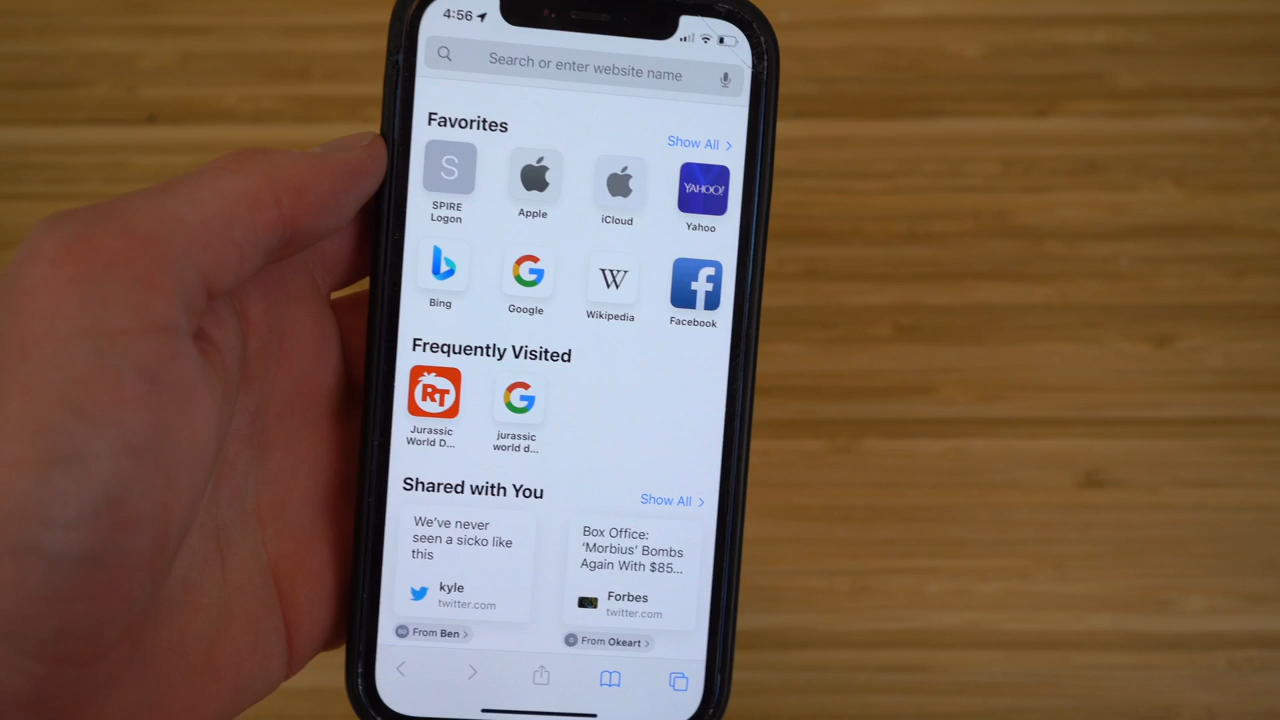 4:56
Search or enter website name
Favorites
Show All >
S
YAHOO!
SPIRE
Logon
Apple
iCloud
Yahoo
W
Bing
Google
Wikipedia
Facebook
Frequently Visited
RT
Jurassic
World D...
jurassic
world d...
Shared with You
Show All >
We've never
seen a sicko like
this
kyle
twitter.com
From Ben >
Box Office:
'Morbius' Bombs
Again With $85...
Forbes
twitter.com
From Okeart >